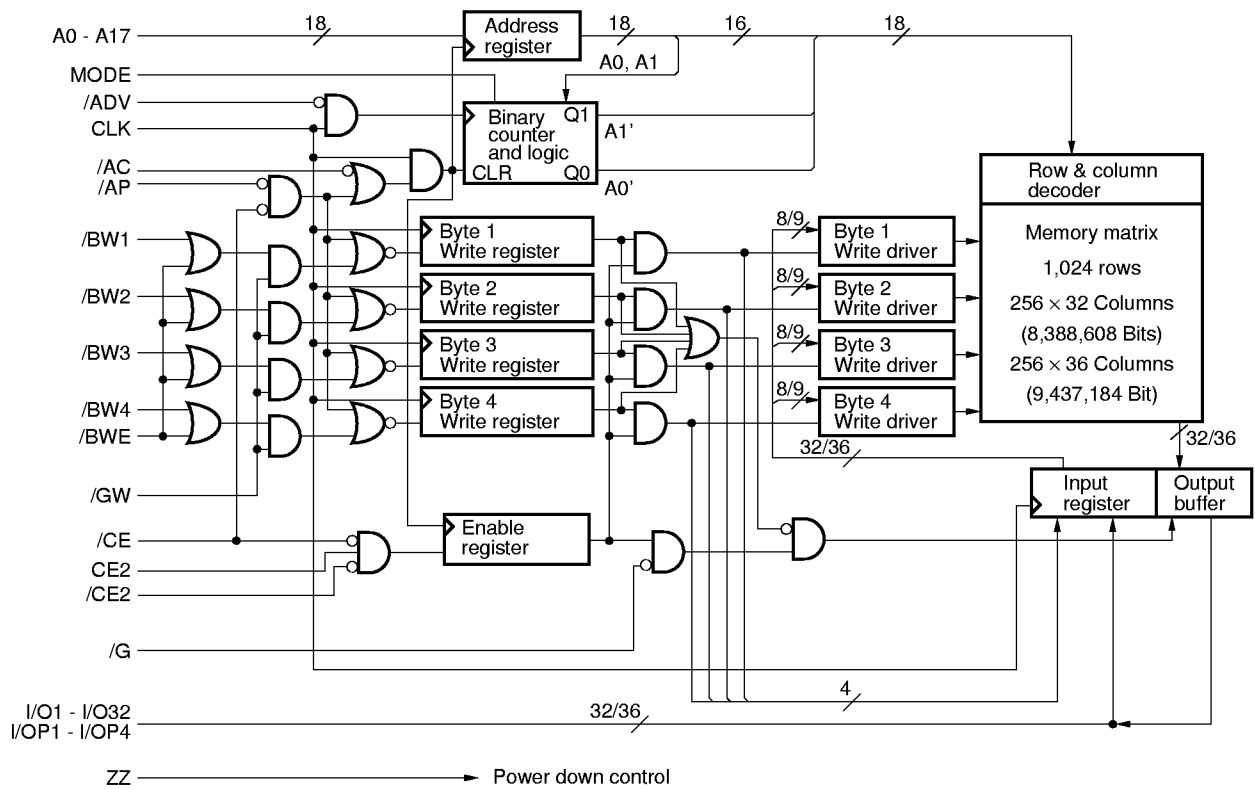 18
18
16
18
A0 - A17
Address
register
A0, A1
MODE
/ADV
CLK
Binary
counter
and logic
CLR
Q1
Q0
A1'
A0'
/AC
/AP
Row & column
decoder
Memory matrix
1,024 rows
256 × 32 Columns
(8,388,608 Bits)
256 × 36 Columns
(9,437,184 Bit)
/BW1
Byte 1
Write register
8/9
Byte 1
Write driver
/BW2
Byte 2
Write register
8/9
Byte 2
Write driver
/BW3
Byte 3
Write register
8/9
Byte 3
Write driver
/BW4
/BWE
Byte 4
Write register
8/9
Byte 4
Write driver
32/36
32/36
/GW
Input
register
Output
buffer
/CE
CE2
/CE2
Enable
register
/G
4
I/O1 - I/O32
I/OP1 - I/OP4
32/36
ZZ
Power down control